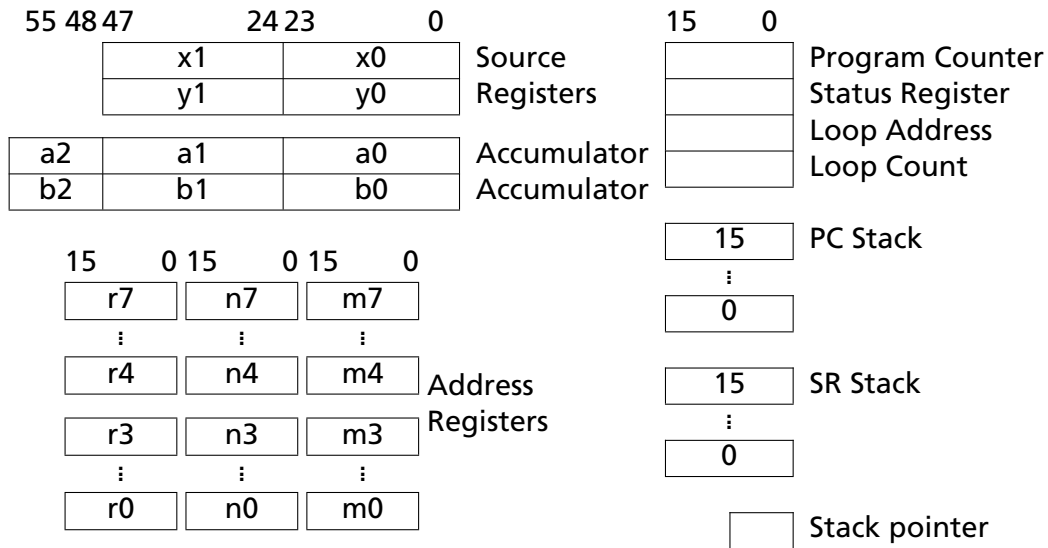 55 48 47 24 23 0
x1 x0 Source
y1 y0 Registers
a2 a1 a0 Accumulator
b2 b1 b0 Accumulator
15 0 15 0 15 0
r7 n7 m7
⋮ ⋮ ⋮
r4 n4 m4
Address
Registers
r3 n3 m3
⋮ ⋮ ⋮
r0 n0 m0
15 0
Program Counter
Status Register
Loop Address
Loop Count
15 PC Stack
⋮
0
15 SR Stack
⋮
0
Stack pointer